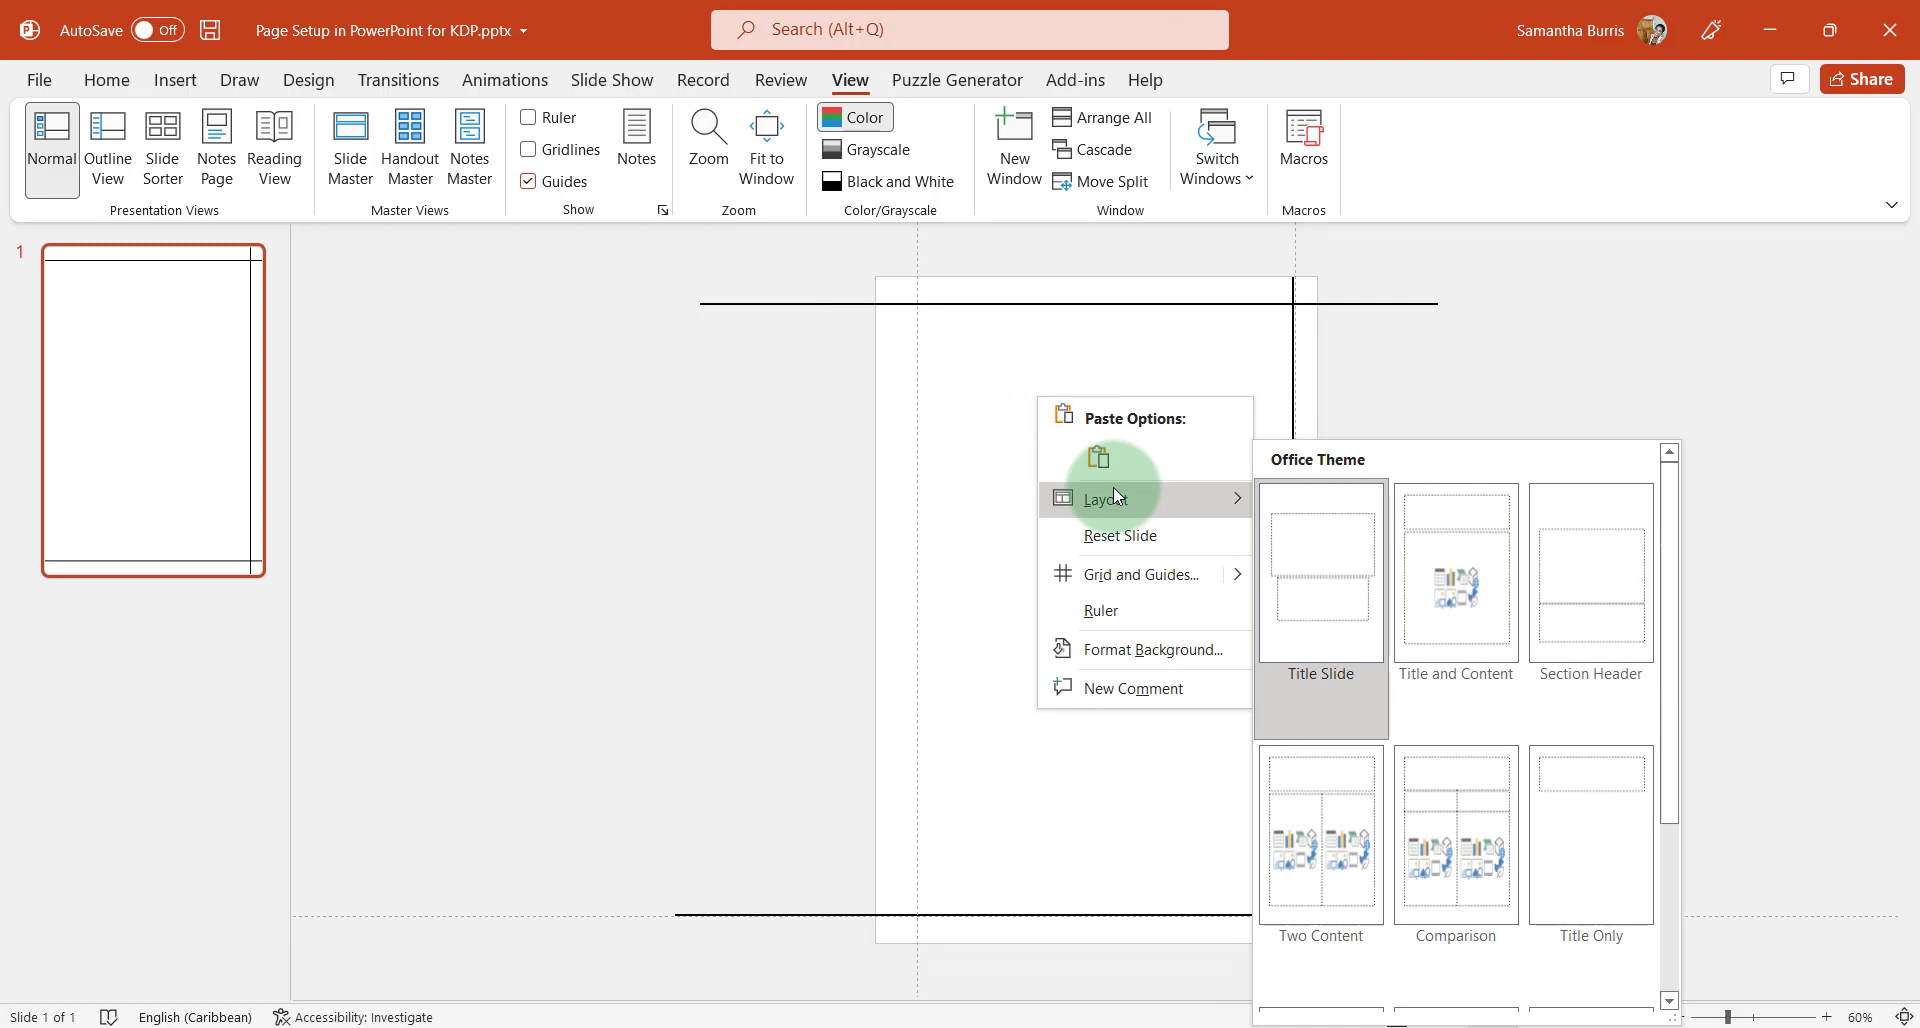 AutoSave Off Page Setup in PowerPoint for KDP.pptx Search (Alt+Q) Samantha Burris
File Home Insert Draw Design Transitions Animations Slide Show Record Review View Puzzle Generator Add-ins Help Share
Normal Outline View Slide Sorter Notes Page Reading View
Presentation Views
Slide Master Handout Master Notes Master
Master Views
Ruler
Gridlines
Guides
Notes
Show
Zoom Fit to Window
Zoom
Color
Grayscale
Black and White
Color/Grayscale
New Window
Arrange All
Cascade
Move Split
Switch Windows
Window
Macros
Macros
1
Paste Options:
Layout
Reset Slide
Grid and Guides...
Ruler
Format Background...
New Comment
Office Theme
Title Slide Title and Content Section Header
Two Content Comparison Title Only
Slide 1 of 1 English (Caribbean) Accessibility: Investigate 60%